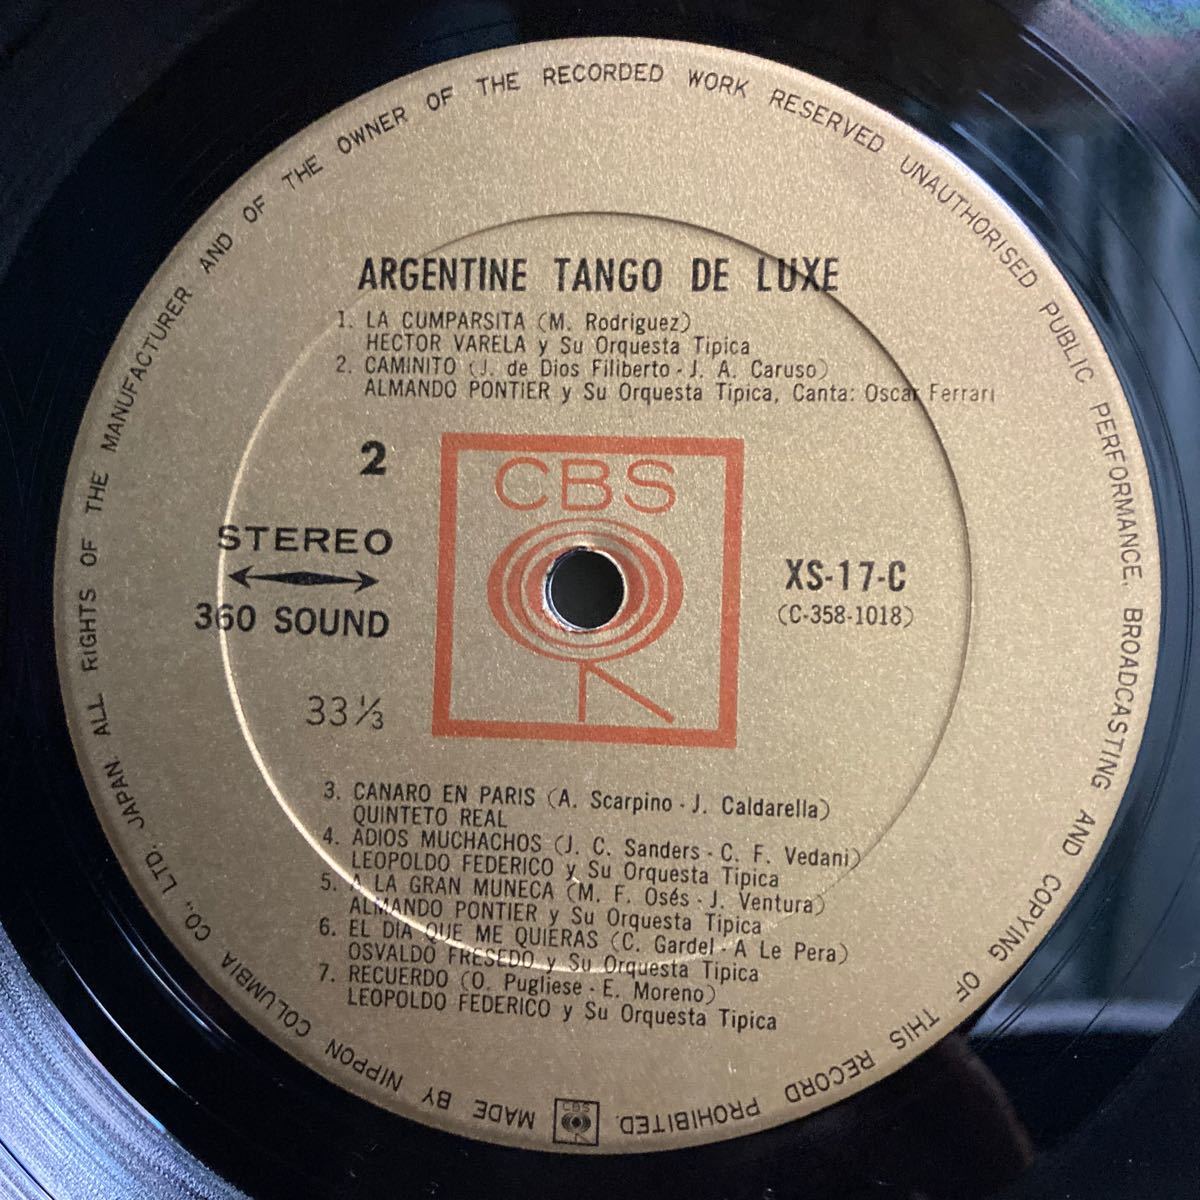 ALL RIGHTS OF THE MANUFACTURER AND OF THE OWNER OF THE RECORDED WORK RESERVED UNAUTHORISED PUBLIC PERFORMANCE, BROADCASTING AND COPYING OF THIS RECORD PROHIBITED.
ARGENTINE TANGO DE LUXE
1. LA CUMPARSITA (M. Rodriguez)
HECTOR VARELA y Su Orquesta Tipica
2. CAMINITO (J. de Dios Filiberto - J. A. Caruso)
ALMANDO PONTIER y Su Orquesta Tipica, Canta: Oscar Ferrari
2
CBS
STEREO
360 SOUND
XS-17-C
(C-358-1018)
33 1/3
3. CANARO EN PARIS (A. Scarpino - J. Caldarella)
QUINTETO REAL
4. ADIOS MUCHACHOS (J. C. Sanders - C. F. Vedani)
LEOPOLDO FEDERICO y Su Orquesta Tipica
5. A LA GRAN MUNECA (M. F. Osés - J. Ventura)
ALMANDO PONTIER y Su Orquesta Tipica
6. EL DIA QUE ME QUIERAS (C. Gardel - A Le Pera)
OSVALDO FRESEDO y Su Orquesta Tipica
7. RECUERDO (O. Pugliese - E. Moreno)
LEOPOLDO FEDERICO y Su Orquesta Tipica
CBS
MADE BY NIPPON COLUMBIA CO., LTD. JAPAN.